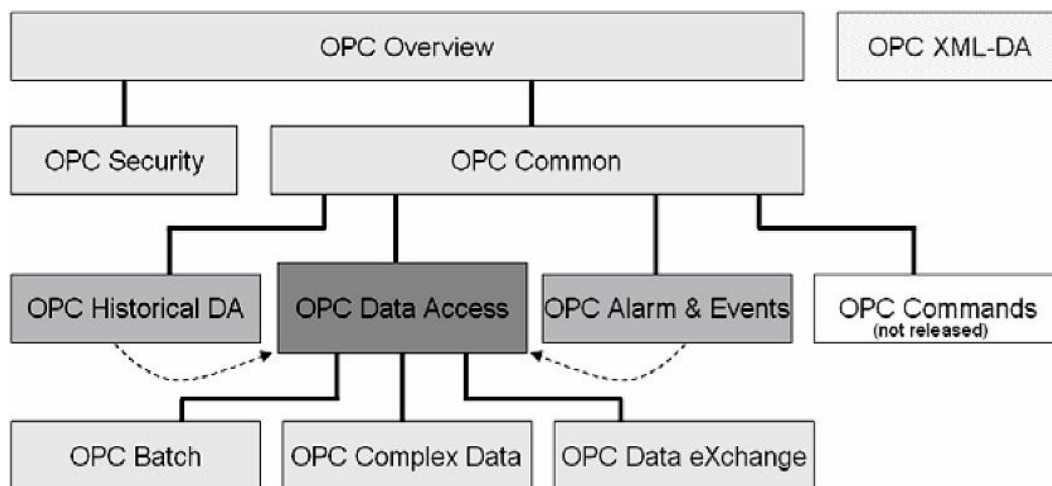 OPC Overview
OPC XML-DA
OPC Security
OPC Common
OPC Historical DA
OPC Data Access
OPC Alarm & Events
OPC Commands
(not released)
OPC Batch
OPC Complex Data
OPC Data eXchange